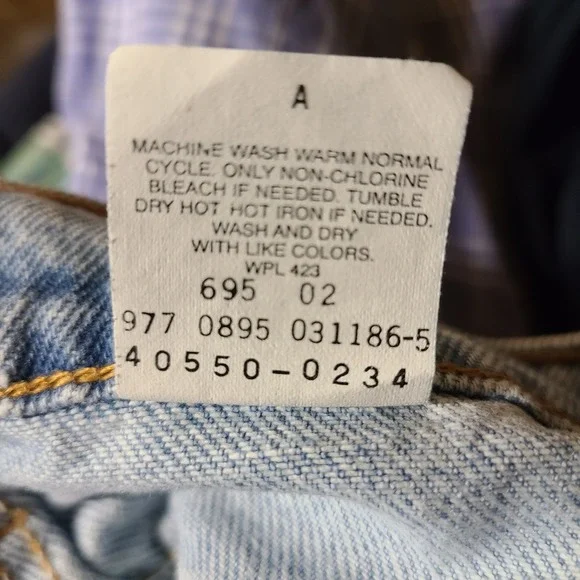 A
MACHINE WASH WARM NORMAL
CYCLE. ONLY NON-CHLORINE
BLEACH IF NEEDED. TUMBLE
DRY HOT HOT IRON IF NEEDED.
WASH AND DRY
WITH LIKE COLORS.
WPL 423
695 02
977 0895 031186-5
40550-0234